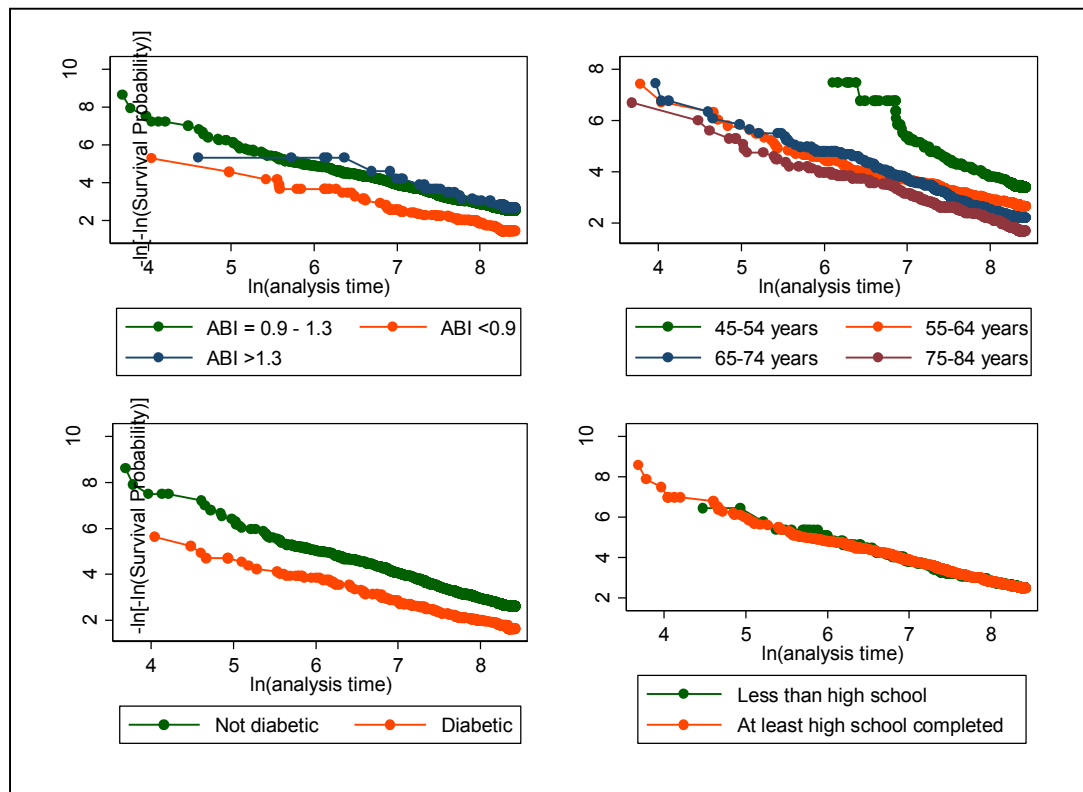 -ln[-ln(Survival Probability)]
10
8
6
4
2
4 5 6 7 8
ln(analysis time)
ABI = 0.9 - 1.3 ABI <0.9
ABI >1.3
8
6
4
2
4 5 6 7 8
ln(analysis time)
45-54 years 55-64 years
65-74 years 75-84 years
-ln[-ln(Survival Probability)]
10
8
6
4
2
4 5 6 7 8
ln(analysis time)
Not diabetic Diabetic
10
8
6
4
2
4 5 6 7 8
ln(analysis time)
Less than high school
At least high school completed